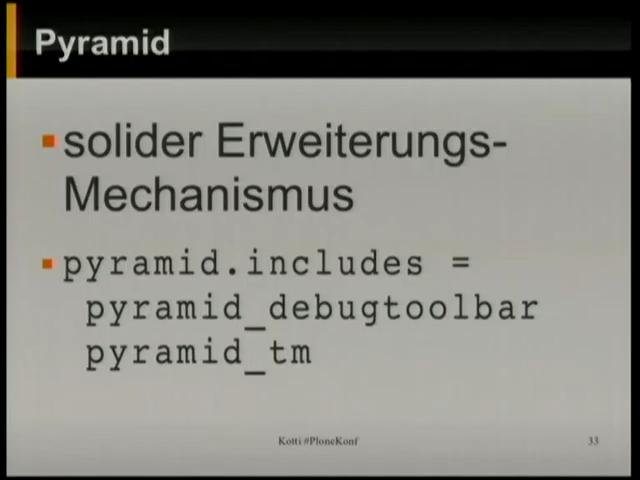 Pyramid
solider Erweiterungs-
Mechanismus
pyramid.includes =
pyramid_debugtoolbar
pyramid_tm
Kotti #PloneKonf
33